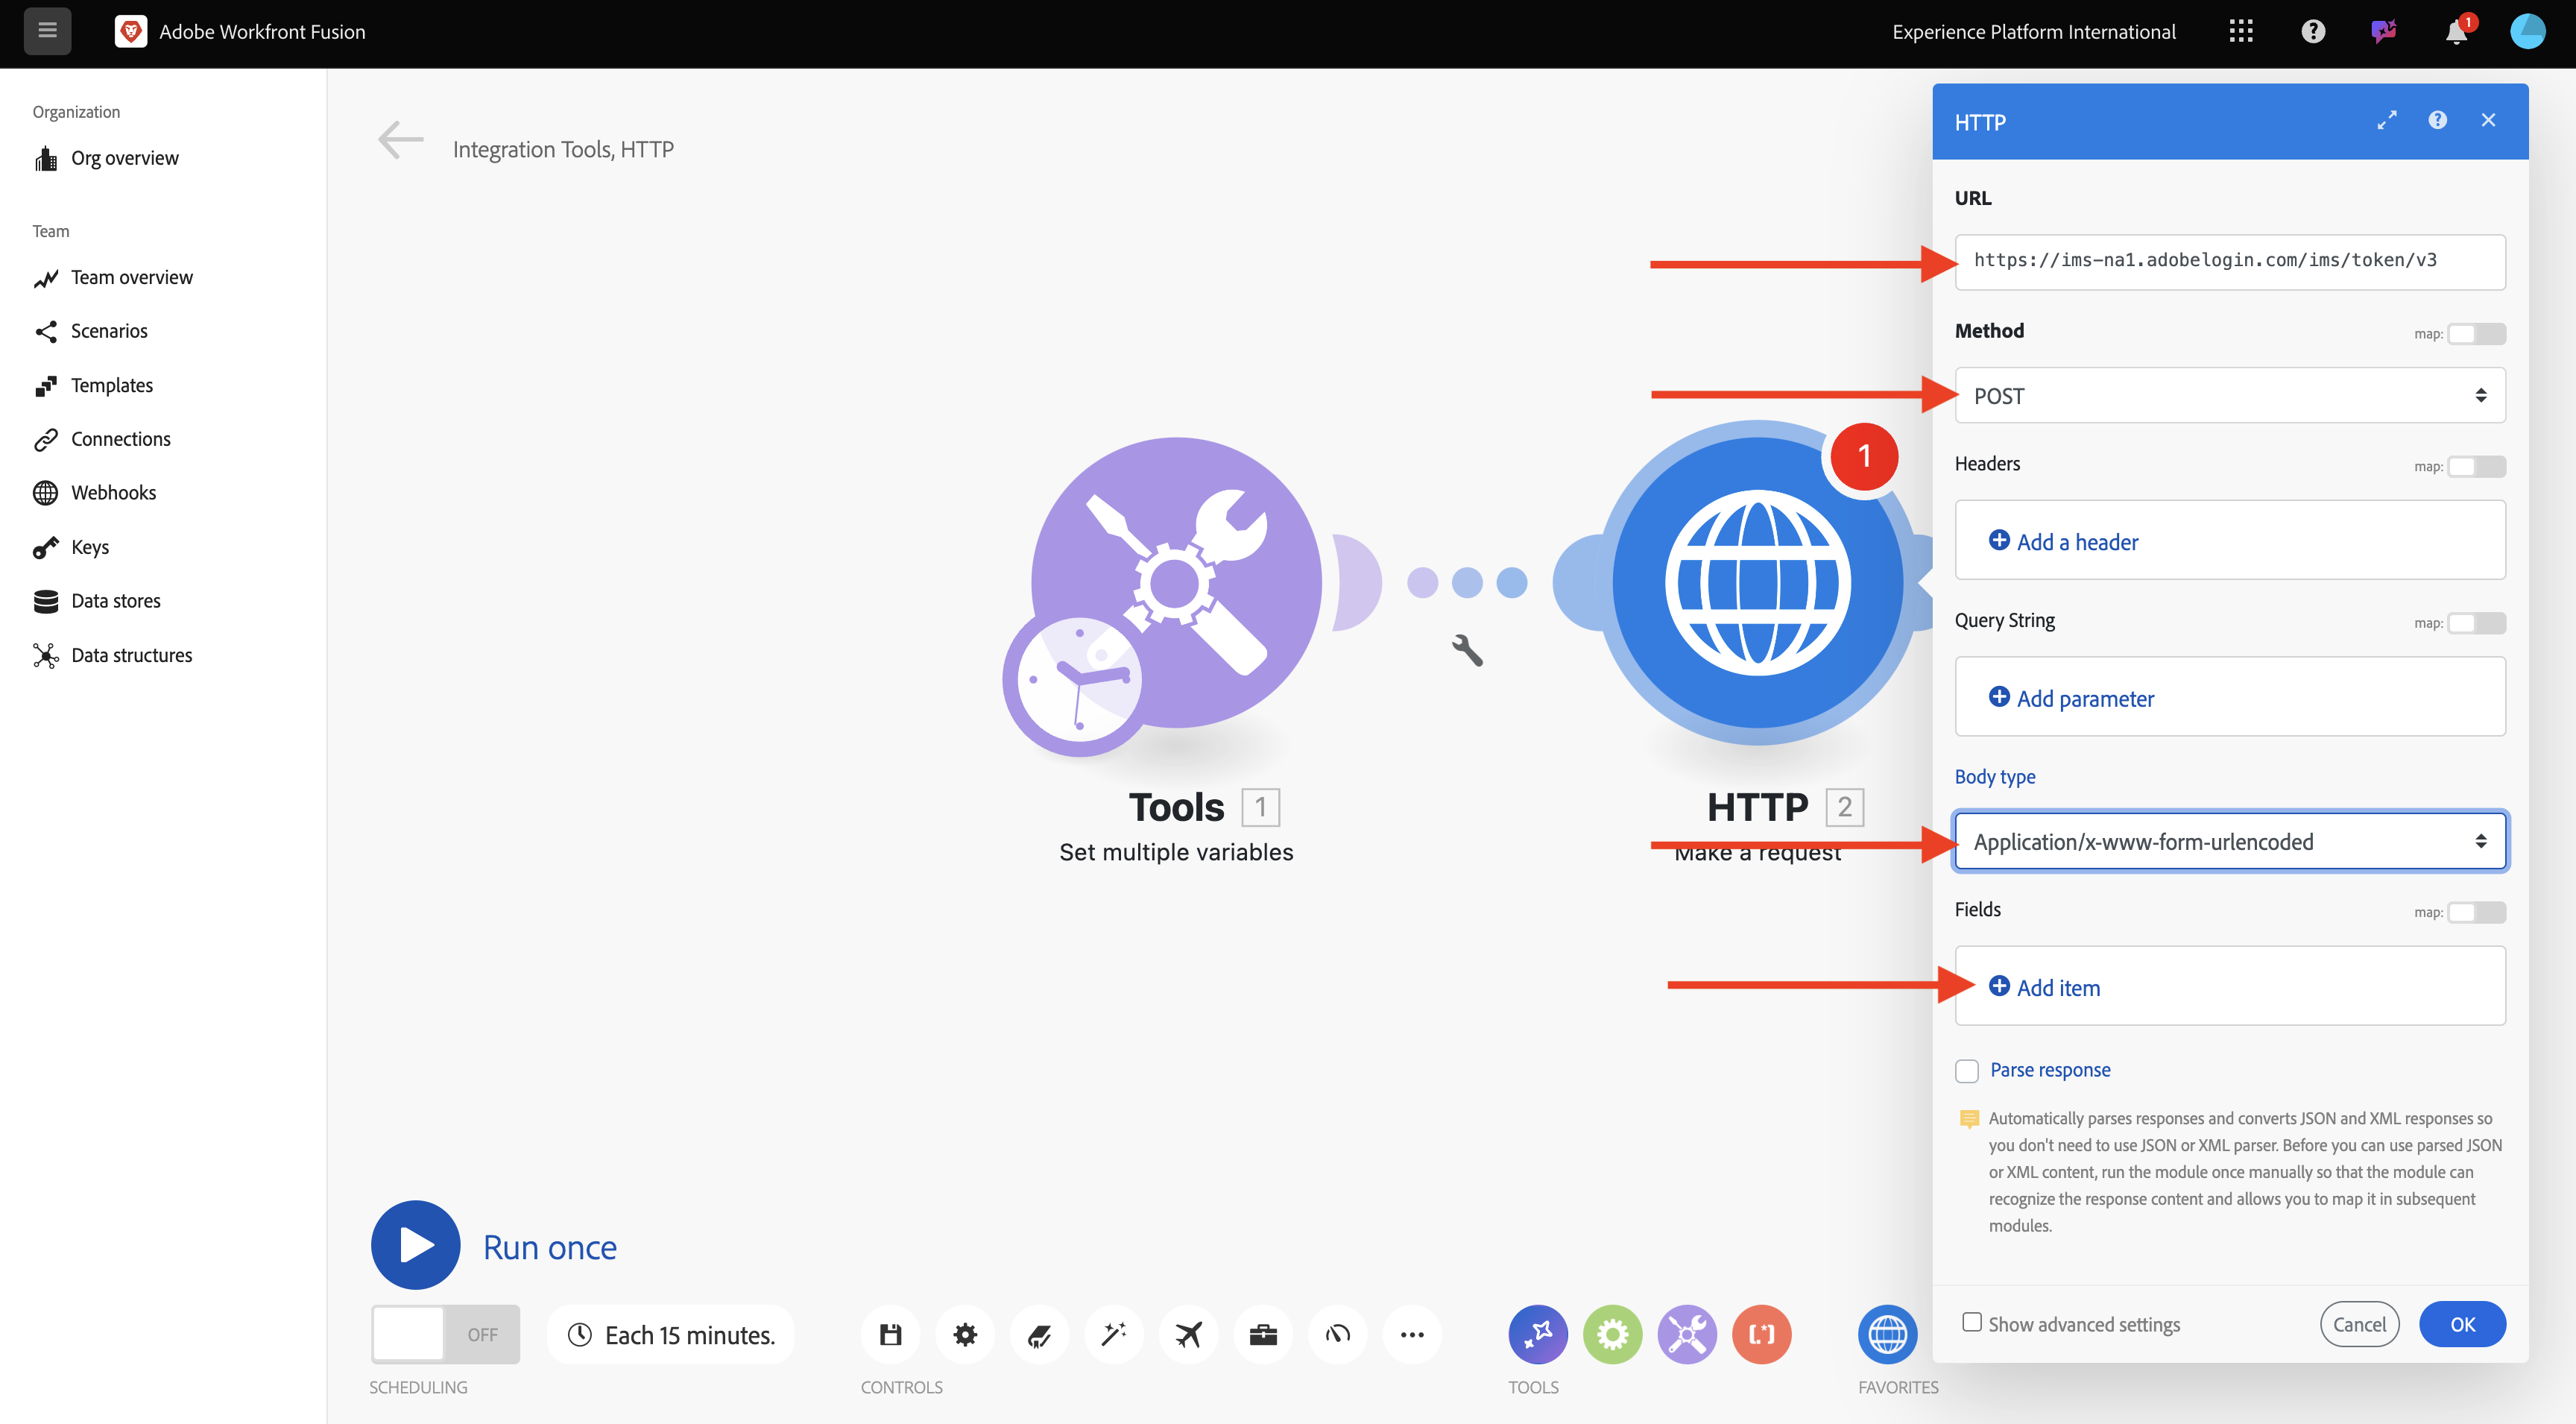 Adobe Workfront Fusion
Experience Platform International
1
Organization
Org overview
Team
Team overview
Scenarios
Templates
Connections
Webhooks
Keys
Data stores
Data structures
Integration Tools, HTTP
1
Tools 1
Set multiple variables
HTTP 2
Make a request
Run once
OFF
Each 15 minutes.
SCHEDULING
CONTROLS
TOOLS
FAVORITES
HTTP
URL
https://ims-na1.adobelogin.com/ims/token/v3
Method
map:
POST
Headers
map:
Add a header
Query String
map:
Add parameter
Body type
Application/x-www-form-urlencoded
Fields
map:
Add item
Parse response
Automatically parses responses and converts JSON and XML responses so
you don't need to use JSON or XML parser. Before you can use parsed JSON
or XML content, run the module once manually so that the module can
recognize the response content and allows you to map it in subsequent
modules.
Show advanced settings
Cancel
OK